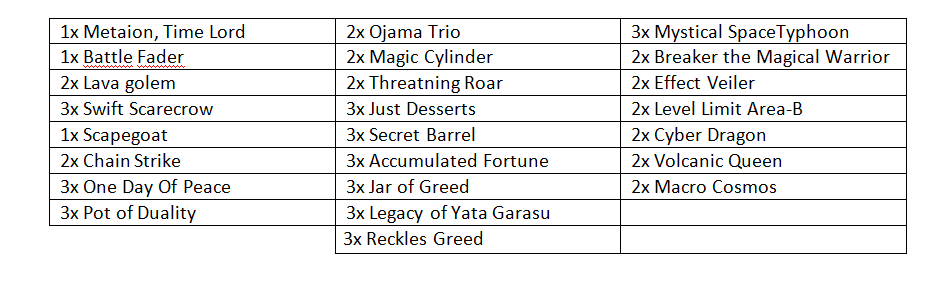 1x Metaion, Time Lord
1x Battle Fader
2x Lava golem
3x Swift Scarecrow
1x Scapegoat
2x Chain Strike
3x One Day Of Peace
3x Pot of Duality
2x Ojama Trio
2x Magic Cylinder
2x Threatning Roar
3x Just Desserts
3x Secret Barrel
3x Accumulated Fortune
3x Jar of Greed
3x Legacy of Yata Garasu
3x Reckles Greed
3x Mystical SpaceTyphoon
2x Breaker the Magical Warrior
2x Effect Veiler
2x Level Limit Area-B
2x Cyber Dragon
2x Volcanic Queen
2x Macro Cosmos